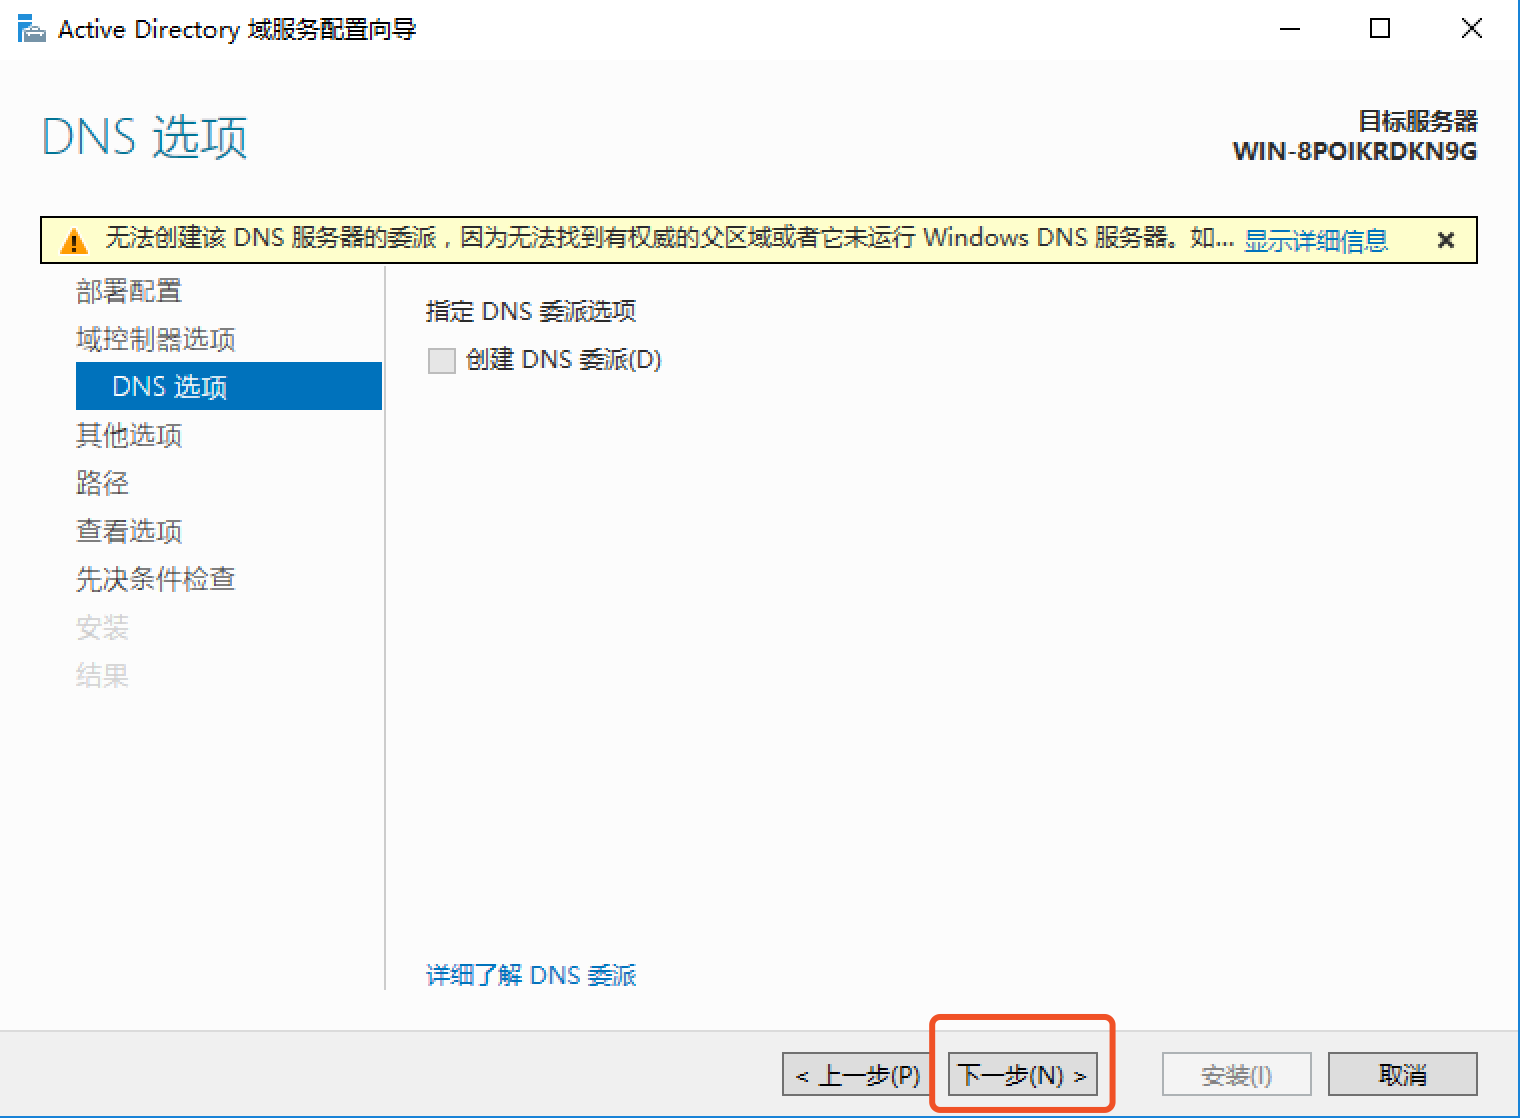 Active Directory 域服务配置向导
DNS 选项
目标服务器
WIN-8POIKRDKN9G
无法创建该 DNS 服务器的委派，因为无法找到有权威的父区域或者它未运行 Windows DNS 服务器。如... 显示详细信息
部署配置
域控制器选项
DNS 选项
其他选项
路径
查看选项
先决条件检查
安装
结果
指定 DNS 委派选项
创建 DNS 委派(D)
详细了解 DNS 委派
< 上一步(P)
下一步(N) >
安装(I)
取消